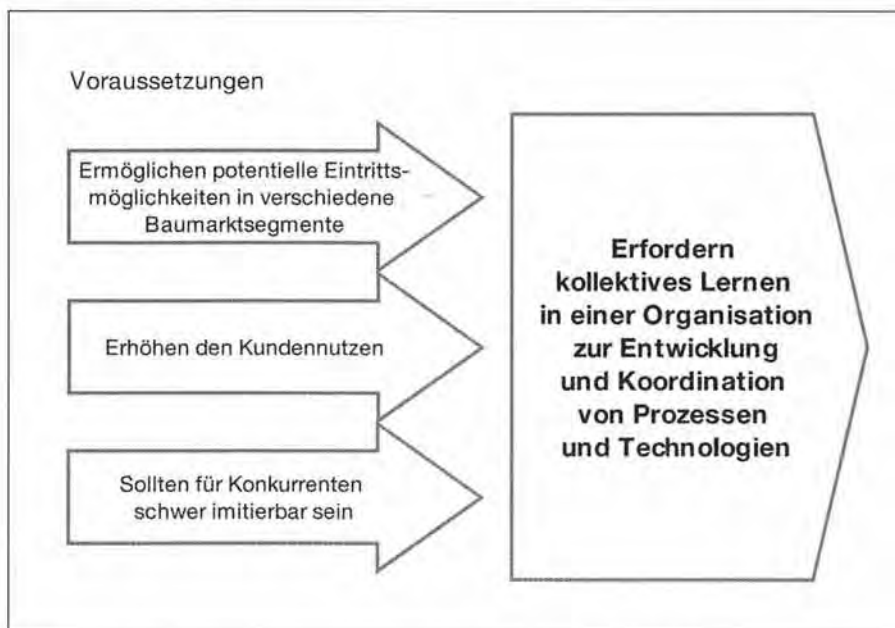 Voraussetzungen
Ermöglichen potentielle Eintritts-
möglichkeiten in verschiedene
Baumarktsegmente
Erhöhen den Kundennutzen
Sollten für Konkurrenten
schwer imitierbar sein
Erfordern
kollektives Lernen
in einer Organisation
zur Entwicklung
und Koordination
von Prozessen
und Technologien